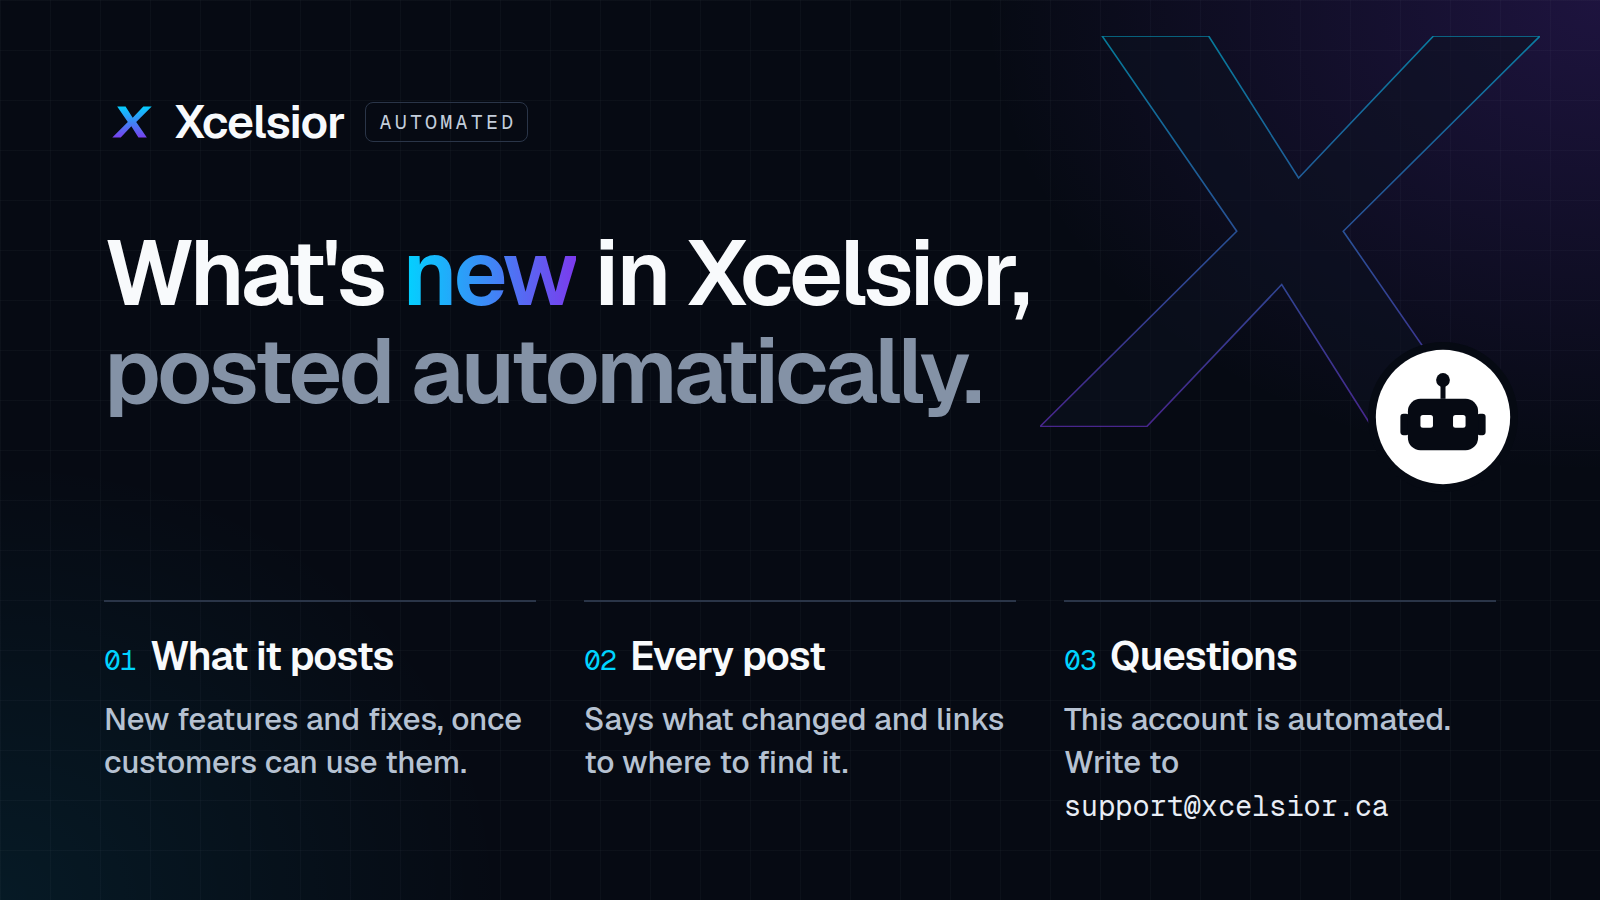 Xcelsior AUTOMATED
What's new in Xcelsior,
posted automatically.
01 What it posts
New features and fixes, once
customers can use them.
02 Every post
Says what changed and links
to where to find it.
03 Questions
This account is automated.
Write to
support@xcelsior.ca